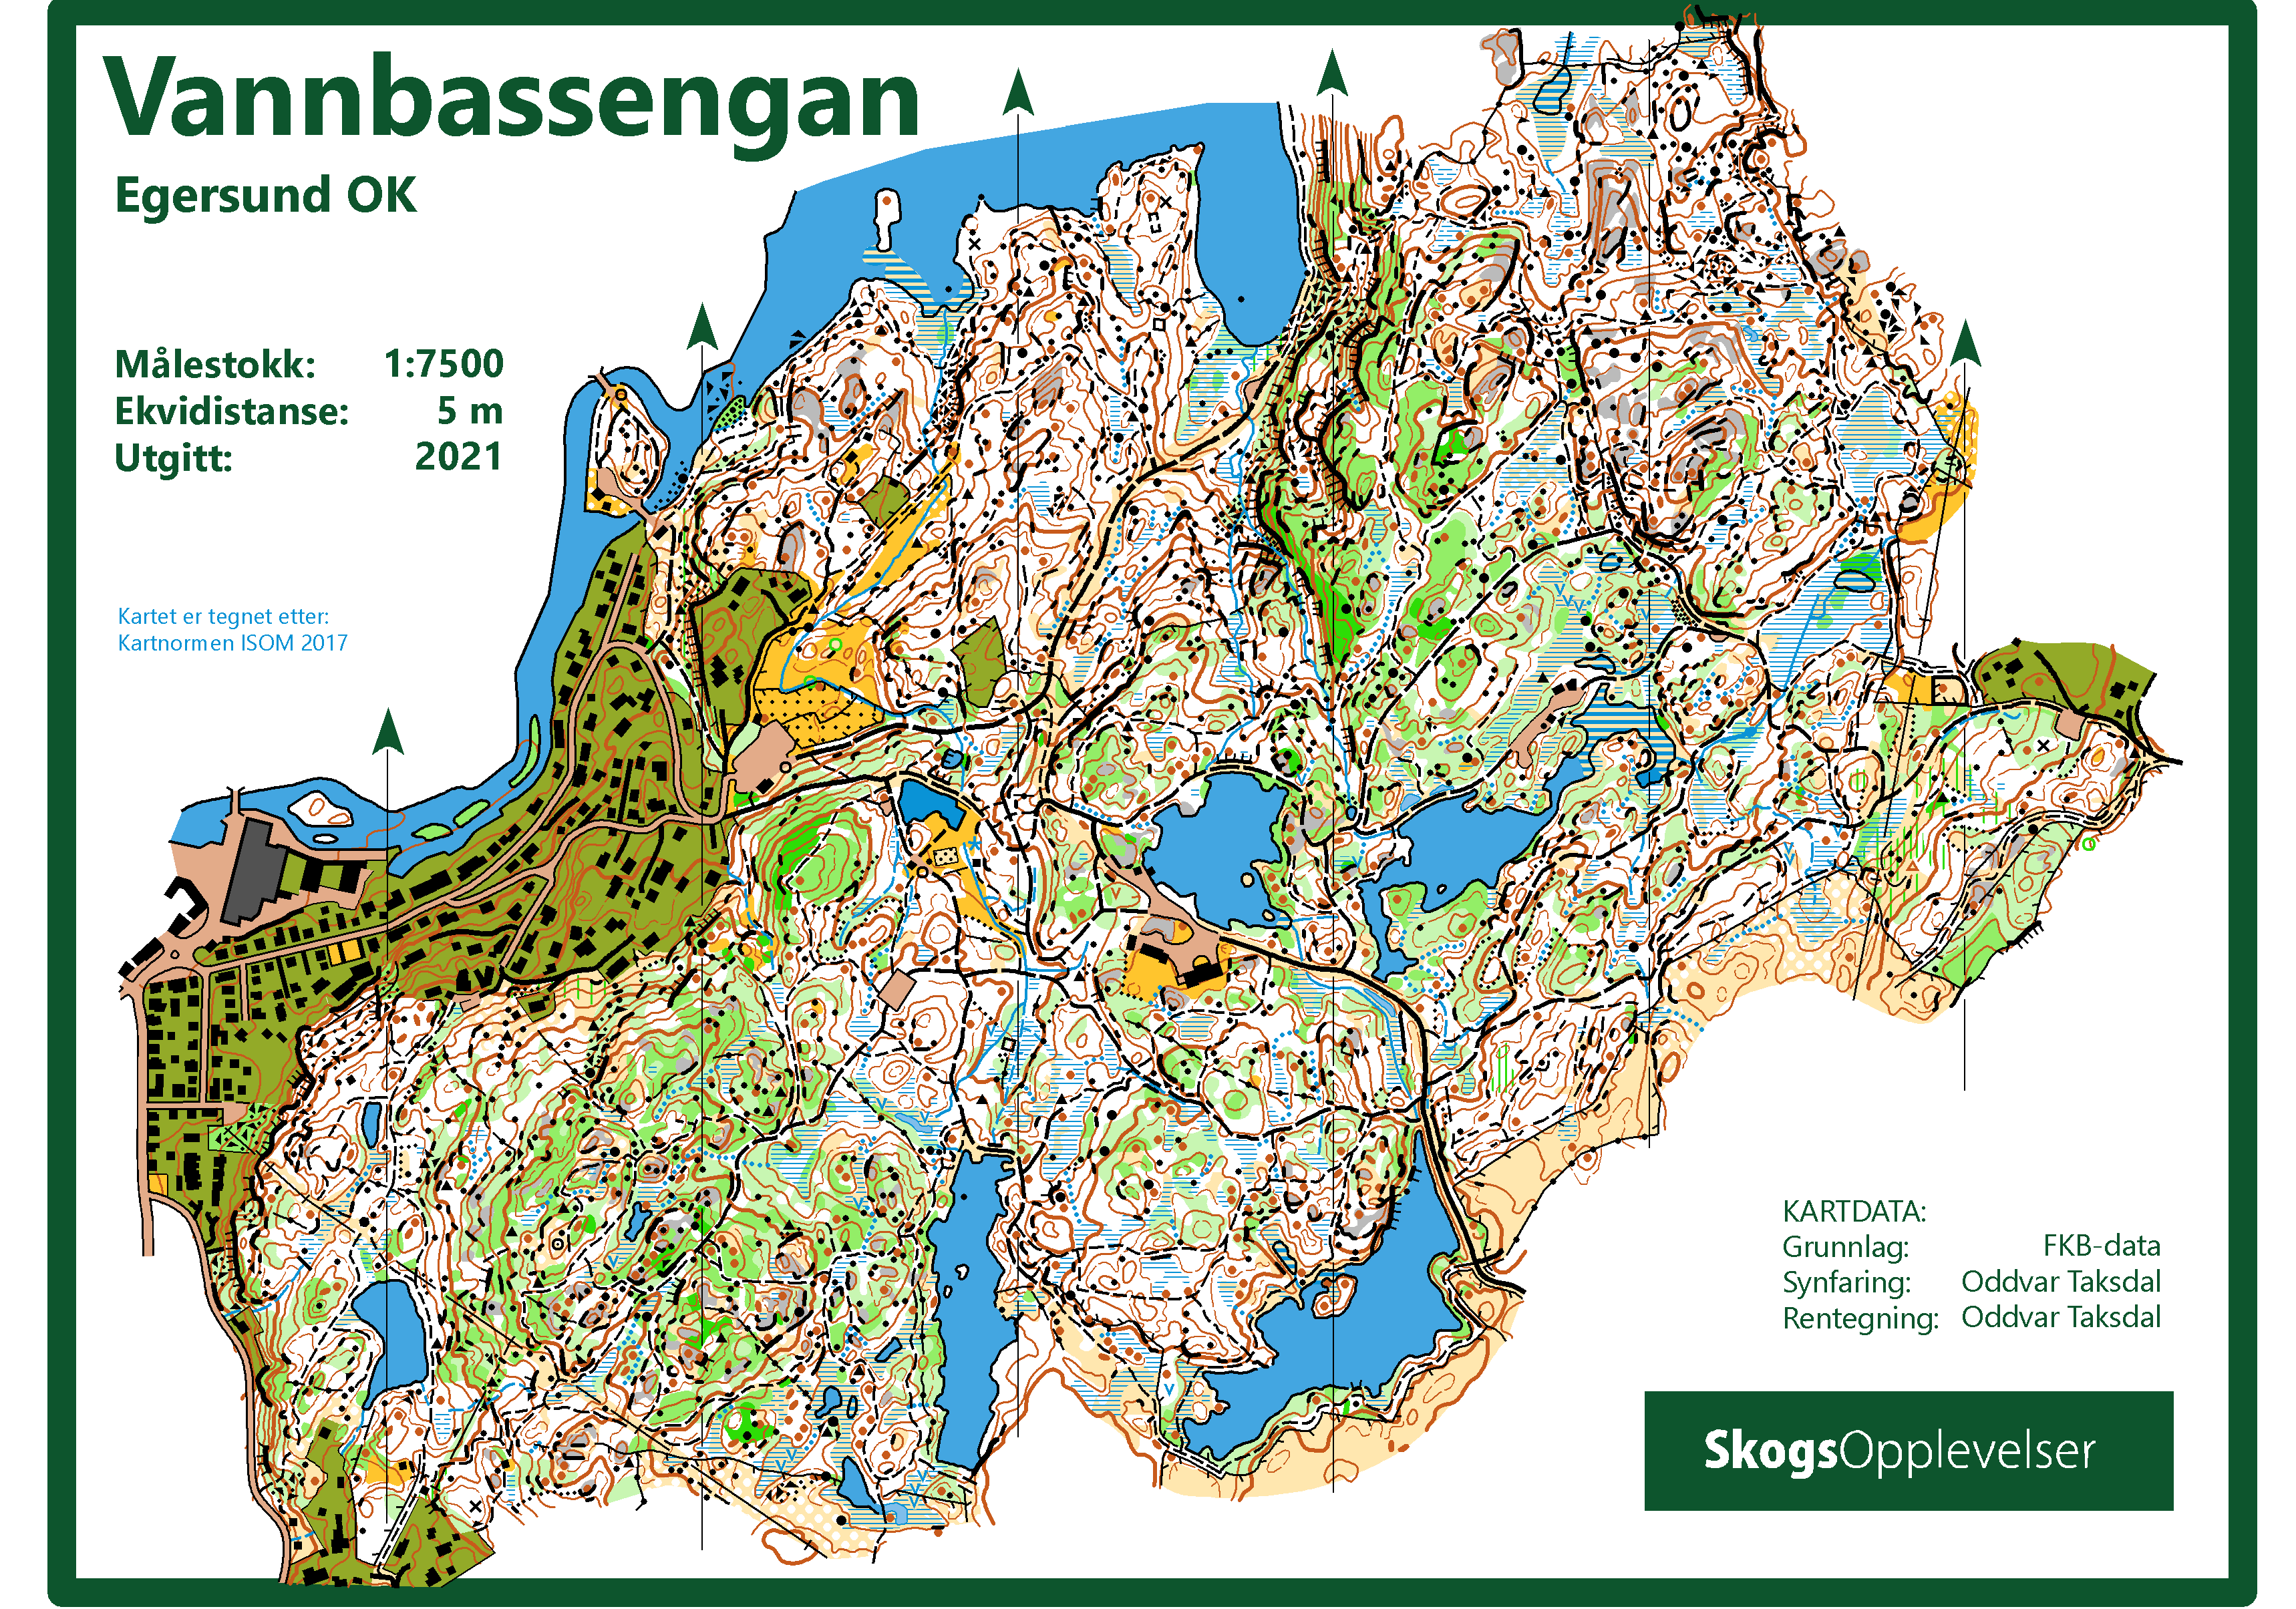 Vannbassengan
Egersund OK
Målestokk: 1:7500
Ekvidistanse: 5 m
Utgitt: 2021
Kartet er tegnet etter:
Kartnormen ISOM 2017
KARTDATA:
Grunnlag: FKB-data
Synfaring: Oddvar Taksdal
Rentegning: Oddvar Taksdal
SkogsOpplevelser